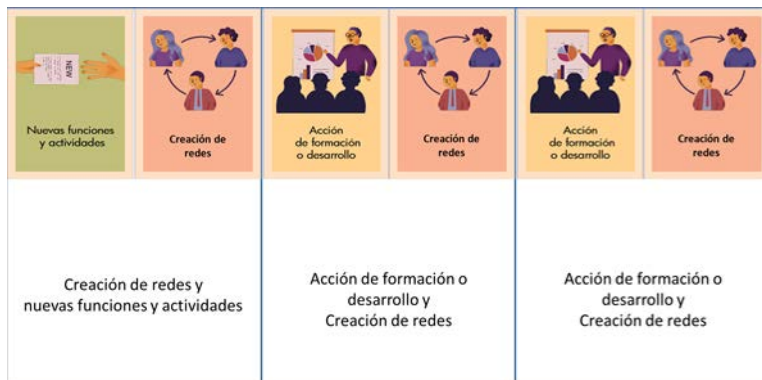 NEW
Nuevas funciones
y actividades
Creación de
redes
Acción
de formación
o desarrollo
Creación de
redes
Acción
de formación
o desarrollo
Creación de
redes
Creación de redes y
nuevas funciones y actividades
Acción de formación o
desarrollo y
Creación de redes
Acción de formación o
desarrollo y
Creación de redes